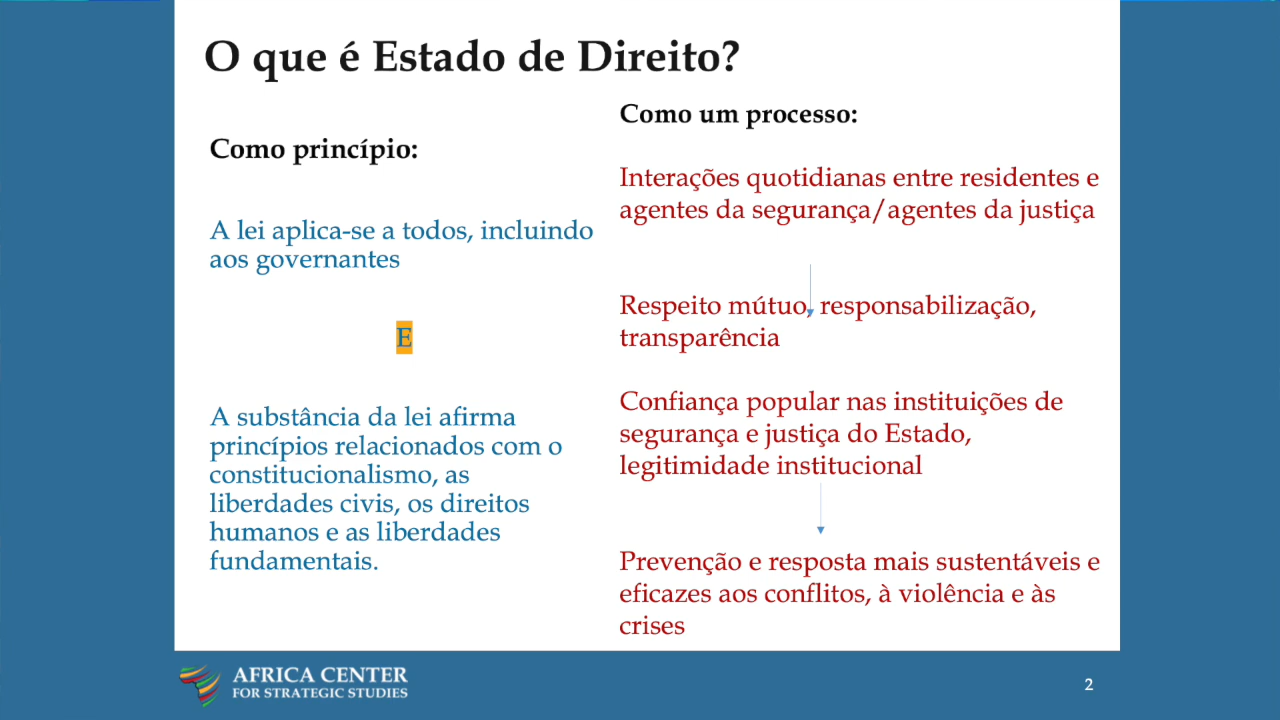 O que é Estado de Direito?
Como princípio:
A lei aplica-se a todos, incluindo
aos governantes
E
A substância da lei afirma
princípios relacionados com o
constitucionalismo, as
liberdades civis, os direitos
humanos e as liberdades
fundamentais.
Como um processo:
Interações quotidianas entre residentes e
agentes da segurança/agentes da justiça
Respeito mútuo, responsabilização,
transparência
Confiança popular nas instituições de
segurança e justiça do Estado,
legitimidade institucional
Prevenção e resposta mais sustentáveis e
eficazes aos conflitos, à violência e às
crises
AFRICA CENTER
FOR STRATEGIC STUDIES
2